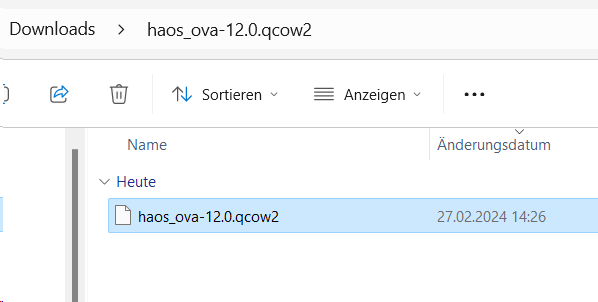 Downloads > haos_ova-12.0.qcow2
Sortieren Anzeigen
Name Änderungsdatum
Heute
haos_ova-12.0.qcow2 27.02.2024 14:26